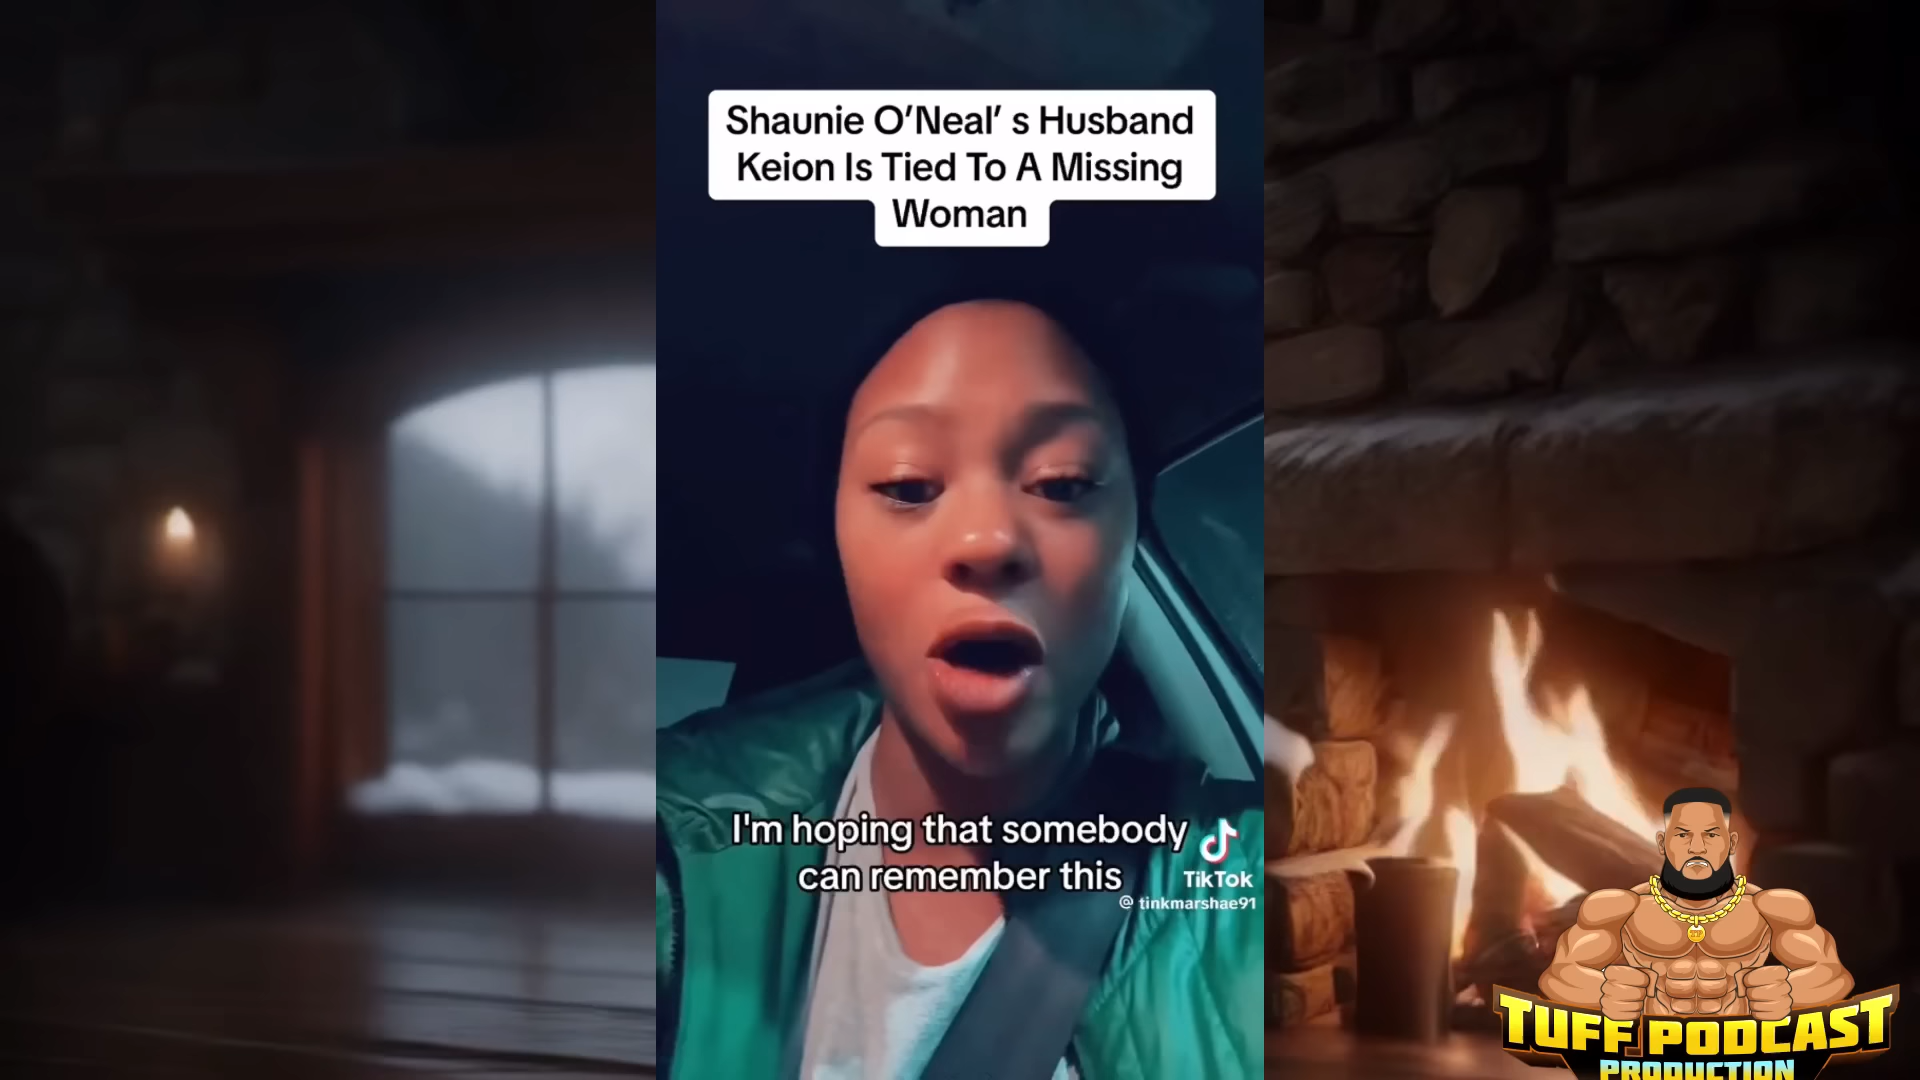 Shaunie O’Neal’ s Husband
Keion Is Tied To A Missing
Woman
I'm hoping that somebody
can remember this
TikTok
@ tinkmarshae91
TUFF PODCAST
PRODUCTION